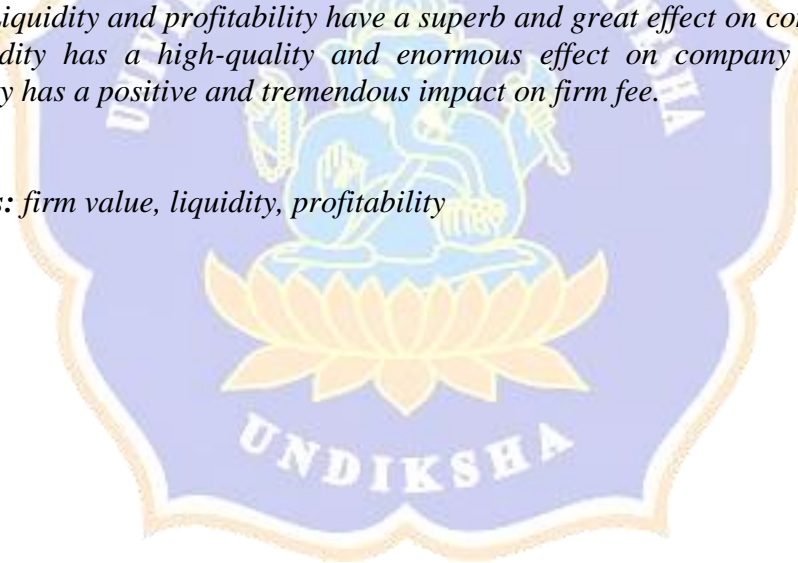 iquidity and profitability have a superb and great effect on co
dity has a high-quality and enormous effect on company
y has a positive and tremendous impact on firm fee.
s: firm value, liquidity, profitability
UNDIKSHA